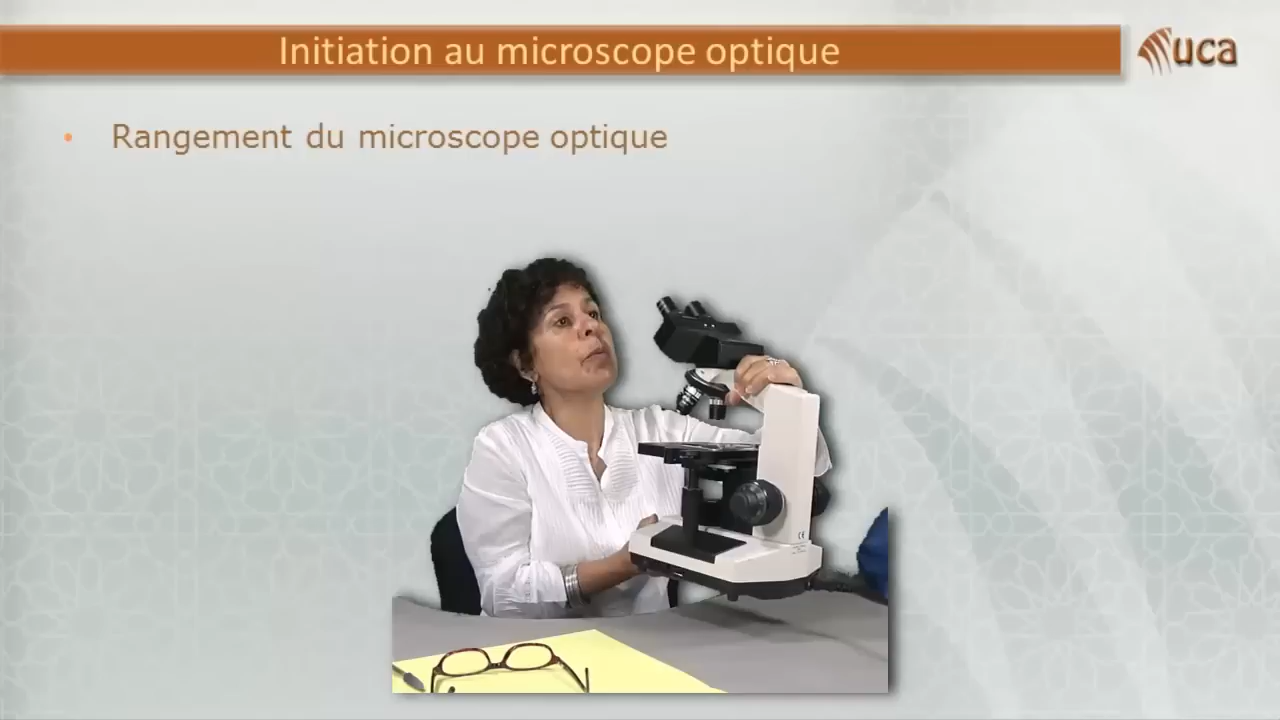 Initiation au microscope optique
uca
• Rangement du microscope optique